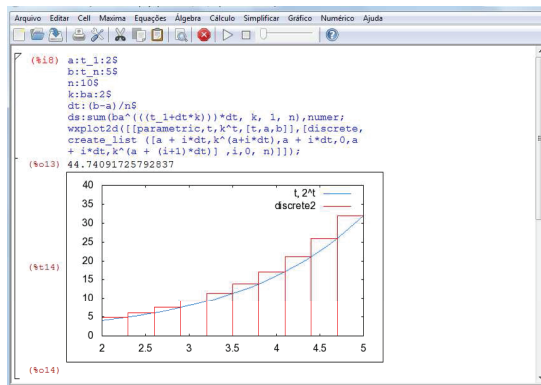 Arquivo Editar Cell Maxima Equações Álgebra Cálculo Simplificar Gráfico Numérico Ajuda
(%i8) a:t_1:2$
b:t_n:5$
n:10$
k:ba:2$
dt:(b-a)/n$
ds:sum(ba^(((t_1+dt*k)))*dt, k, 1, n),numer;
wxplot2d([[parametric,t,k^t,[t,a,b]],[discrete,
create_list ([a + i*dt,k^(a+i*dt),a + i*dt,0,a
+ i*dt,k^(a + (i+1)*dt)] ,i,0, n)]]);
(%o13) 44.74091725792837
(%t14)
t, 2^t
discrete2
40
35
30
25
20
15
10
5
0
2 2.5 3 3.5 4 4.5 5
(%o14)